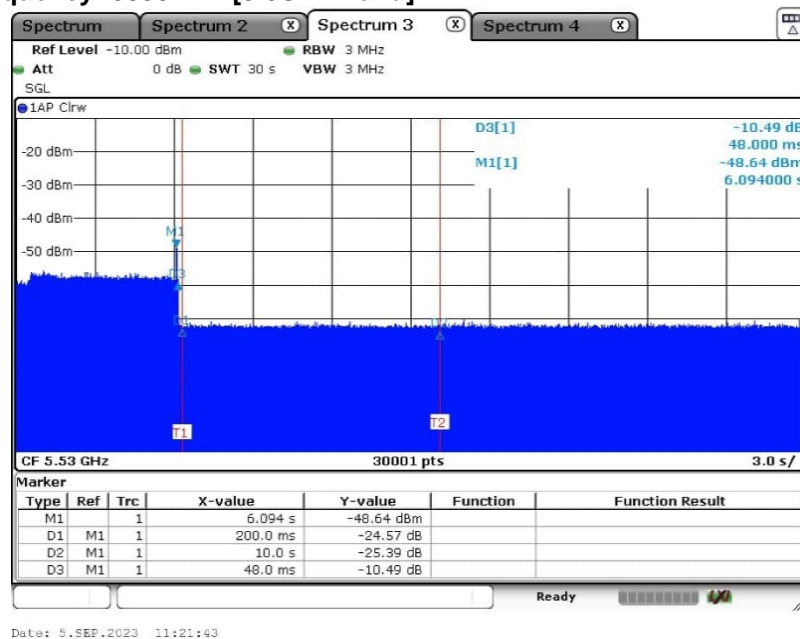 Spectrum Spectrum 2 X Spectrum 3 X Spectrum 4 X
Ref Level -10.00 dBm RBW 3 MHz
Att 0 dB SWT 30 s VBW 3 MHz
SGL
1AP Clrw
D3[1] -10.49 dB
48.000 ms
-20 dBm
M1[1] -48.64 dBm
6.094000 s
-30 dBm
-40 dBm
M1
-50 dBm
D3
D1
T1
T2
CF 5.53 GHz 30001 pts 3.0 s/
Marker
Type Ref Trc X-value Y-value Function Function Result
M1 1 6.094 s -48.64 dBm
D1 M1 1 200.0 ms -24.57 dB
D2 M1 1 10.0 s -25.39 dB
D3 M1 1 48.0 ms -10.49 dB
Ready
Date: 5.SEP.2023 11:21:43